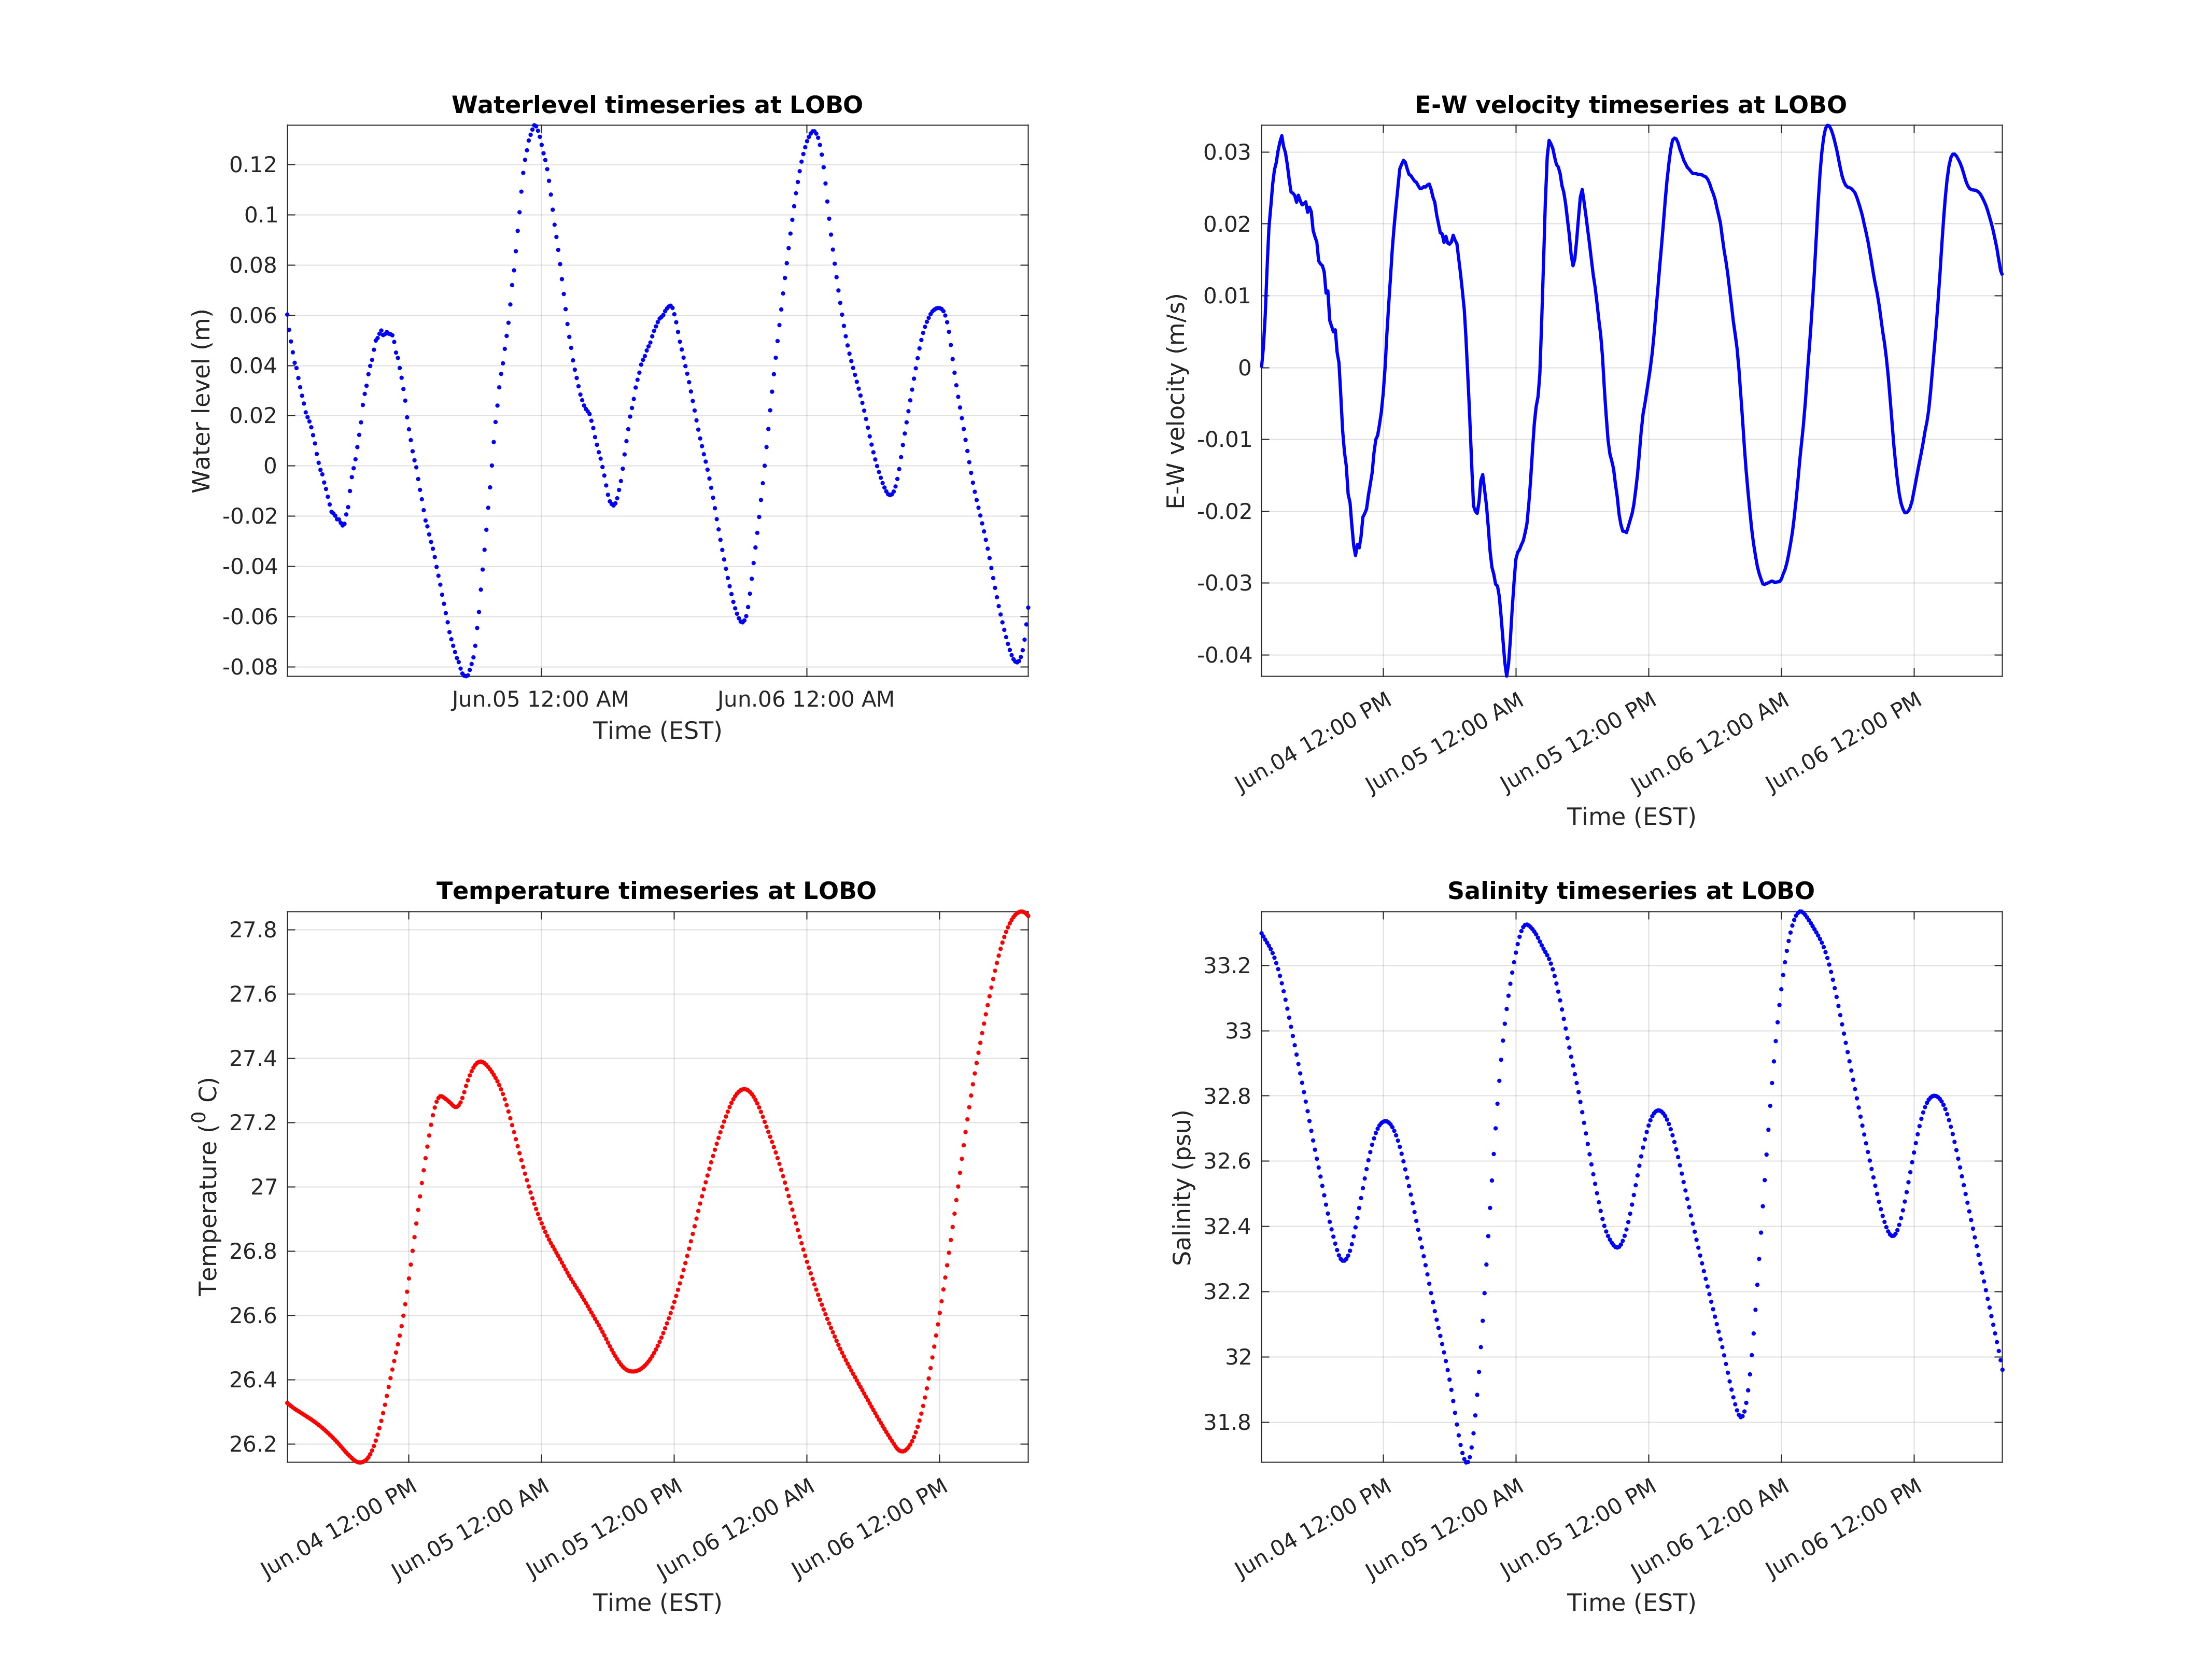 Waterlevel timeseries at LOBO
0.12
0.1
0.08
0.06
0.04
0.02
0
-0.02
-0.04
-0.06
-0.08
Water level (m)
Jun.05 12:00 AM Jun.06 12:00 AM
Time (EST)
E-W velocity timeseries at LOBO
0.03
0.02
0.01
0
-0.01
-0.02
-0.03
-0.04
E-W velocity (m/s)
Jun.04 12:00 PM
Jun.05 12:00 AM
Jun.05 12:00 PM
Jun.06 12:00 AM
Jun.06 12:00 PM
Time (EST)
Temperature timeseries at LOBO
27.8
27.6
27.4
27.2
27
26.8
26.6
26.4
26.2
Temperature (⁰ C)
Jun.04 12:00 PM
Jun.05 12:00 AM
Jun.05 12:00 PM
Jun.06 12:00 AM
Jun.06 12:00 PM
Time (EST)
Salinity timeseries at LOBO
33.2
33
32.8
32.6
32.4
32.2
32
31.8
Salinity (psu)
Jun.04 12:00 PM
Jun.05 12:00 AM
Jun.05 12:00 PM
Jun.06 12:00 AM
Jun.06 12:00 PM
Time (EST)